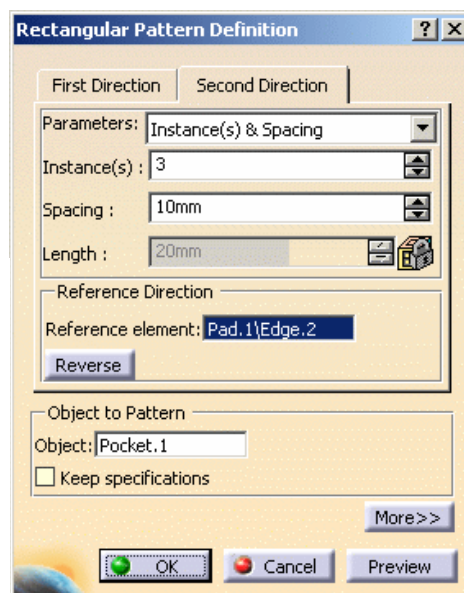 Rectangular Pattern Definition ? X
First Direction Second Direction
Parameters: Instance(s) & Spacing
Instance(s) : 3
Spacing : 10mm
Length : 20mm
Reference Direction
Reference element: Pad.1\Edge.2
Reverse
Object to Pattern
Object: Pocket.1
Keep specifications
More>>
OK Cancel Preview